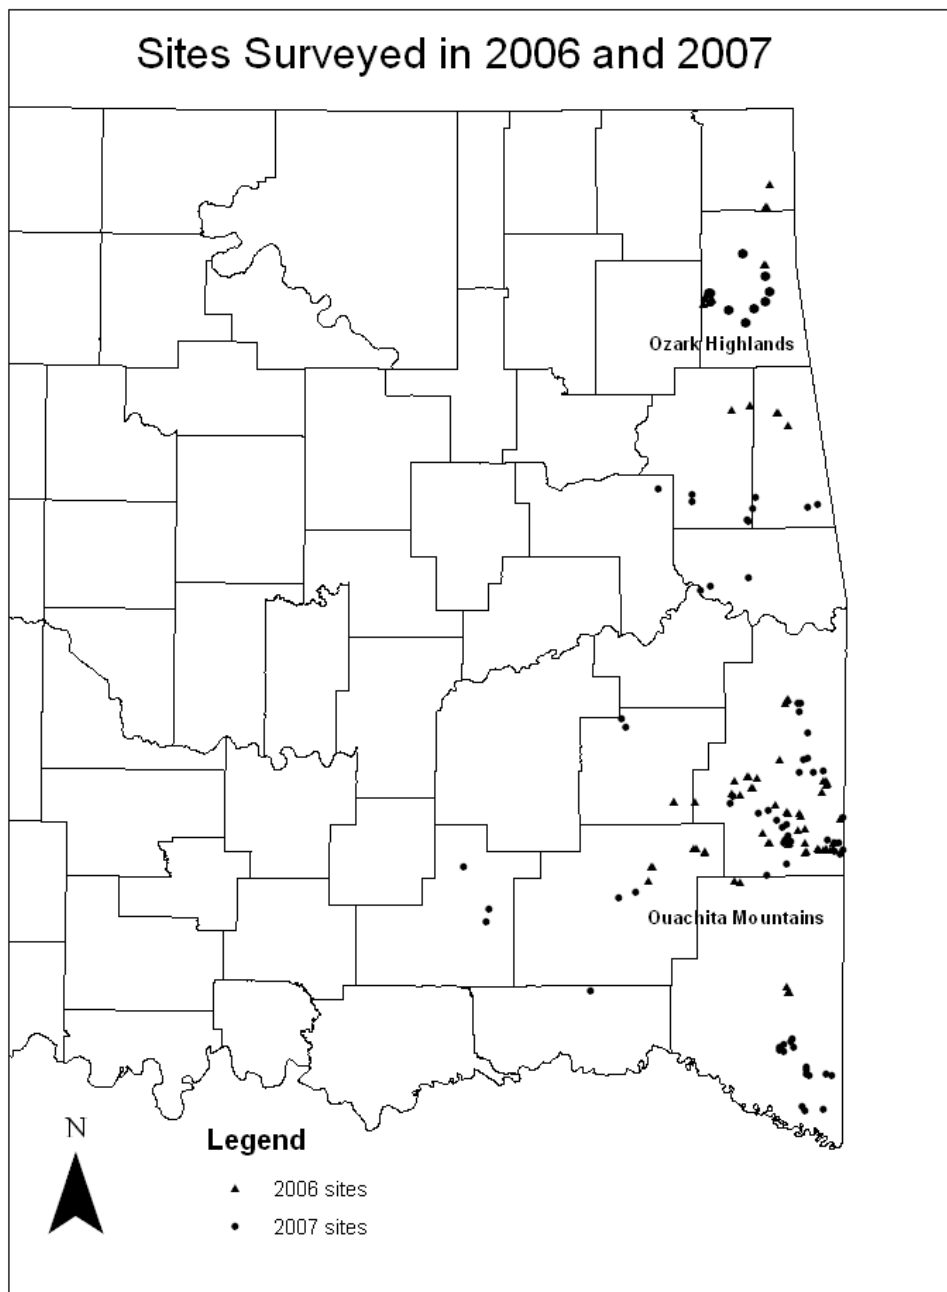 Sites Surveyed in 2006 and 2007
Ozark Highlands
Ouachita Mountains
N
Legend
2006 sites
2007 sites